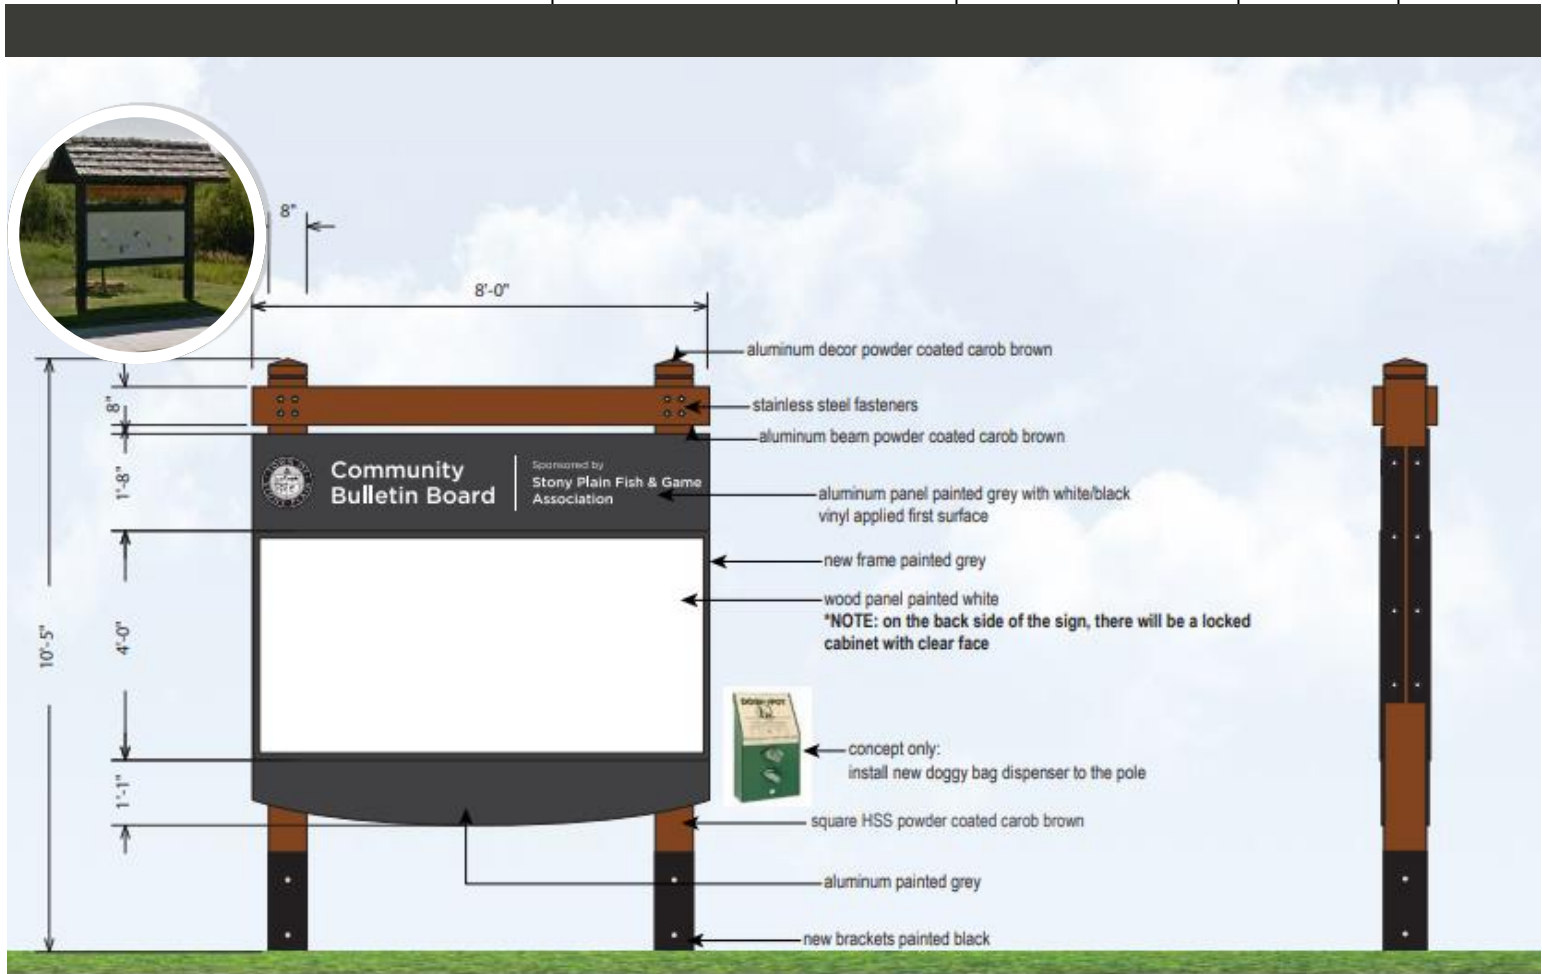 8"
8'-0"
aluminum decor powder coated carob brown
8"
stainless steel fasteners
aluminum beam powder coated carob brown
1'-8"
Community
Bulletin Board
Sponsored by
Stony Plain Fish & Game
Association
aluminum panel painted grey with white/black
vinyl applied first surface
new frame painted grey
wood panel painted white
*NOTE: on the back side of the sign, there will be a locked
cabinet with clear face
10'-5"
4'-0"
concept only:
install new doggy bag dispenser to the pole
1'-1"
square HSS powder coated carob brown
aluminum painted grey
new brackets painted black